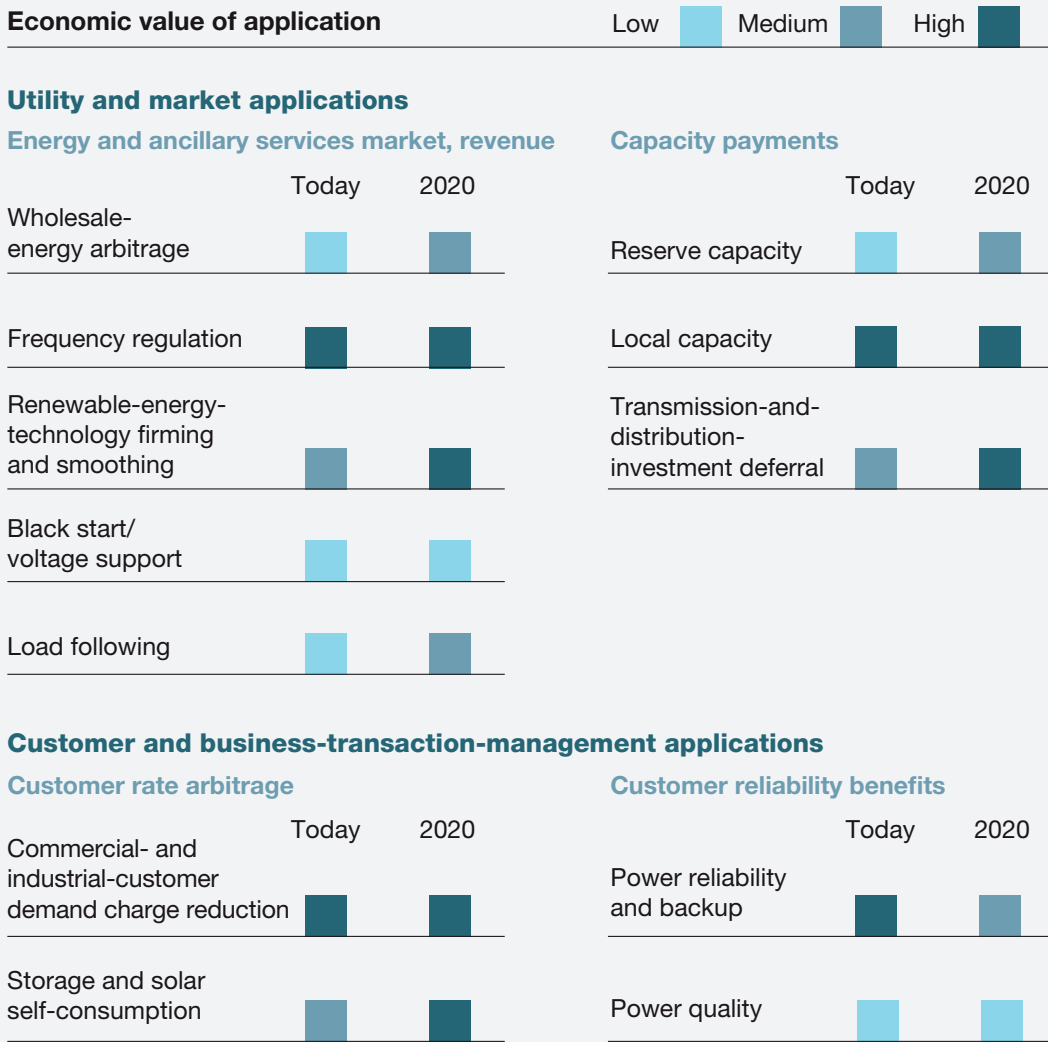 Economic value of application
Low Medium High
Utility and market applications
Energy and ancillary services market, revenue
Today 2020
Wholesale-
energy arbitrage
Frequency regulation
Renewable-energy-
technology firming
and smoothing
Black start/
voltage support
Load following
Capacity payments
Today 2020
Reserve capacity
Local capacity
Transmission-and-
distribution-
investment deferral
Customer and business-transaction-management applications
Customer rate arbitrage
Today 2020
Commercial- and
industrial-customer
demand charge reduction
Storage and solar
self-consumption
Customer reliability benefits
Today 2020
Power reliability
and backup
Power quality